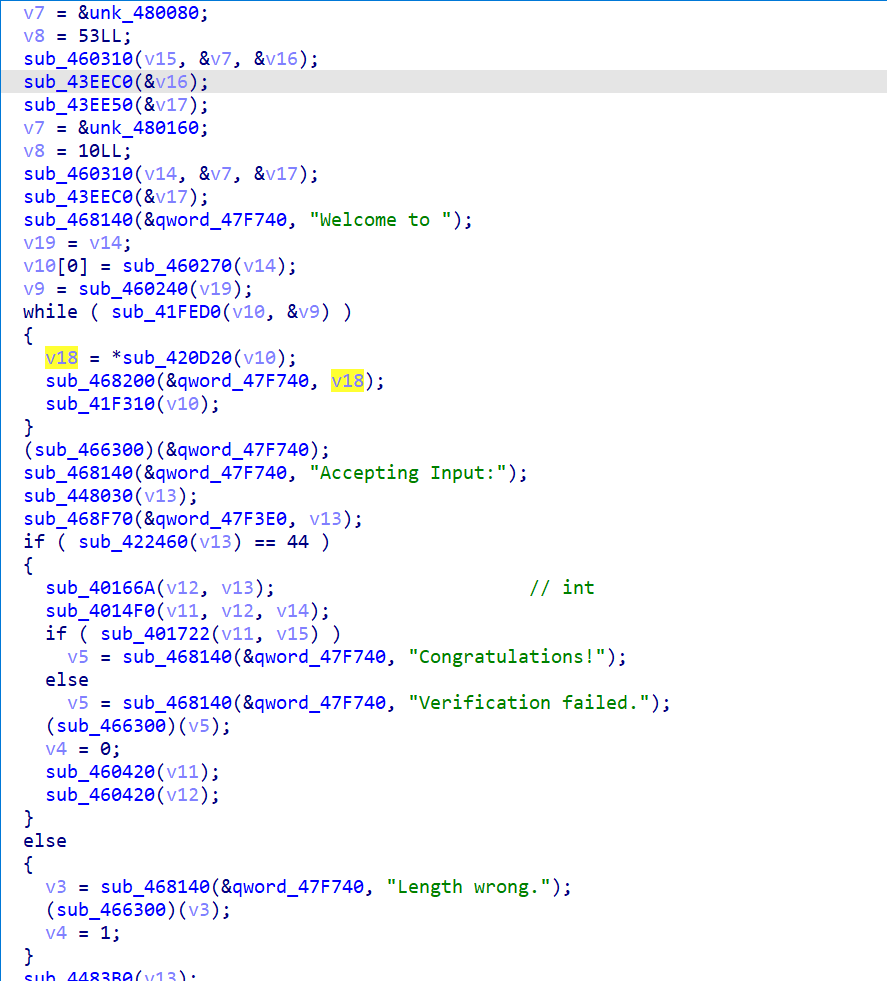 v7 = &unk_480080;
v8 = 53LL;
sub_460310(v15, &v7, &v16);
sub_43EEC0(&v16);
sub_43EE50(&v17);
v7 = &unk_480160;
v8 = 10LL;
sub_460310(v14, &v7, &v17);
sub_43EEC0(&v17);
sub_468140(&qword_47F740, "Welcome to ");
v19 = v14;
v10[0] = sub_460270(v14);
v9 = sub_460240(v19);
while ( sub_41FED0(v10, &v9) )
{
v18 = *sub_420D20(v10);
sub_468200(&qword_47F740, v18);
sub_41F310(v10);
}
(sub_466300)(&qword_47F740);
sub_468140(&qword_47F740, "Accepting Input:");
sub_448030(v13);
sub_468F70(&qword_47F3E0, v13);
if ( sub_422460(v13) == 44 )
{
sub_40166A(v12, v13); // int
sub_4014F0(v11, v12, v14);
if ( sub_401722(v11, v15) )
v5 = sub_468140(&qword_47F740, "Congratulations!");
else
v5 = sub_468140(&qword_47F740, "Verification failed.");
(sub_466300)(v5);
v4 = 0;
sub_460420(v11);
sub_460420(v12);
}
else
{
v3 = sub_468140(&qword_47F740, "Length wrong.");
(sub_466300)(v3);
v4 = 1;
}
sub_4483B0(v13);